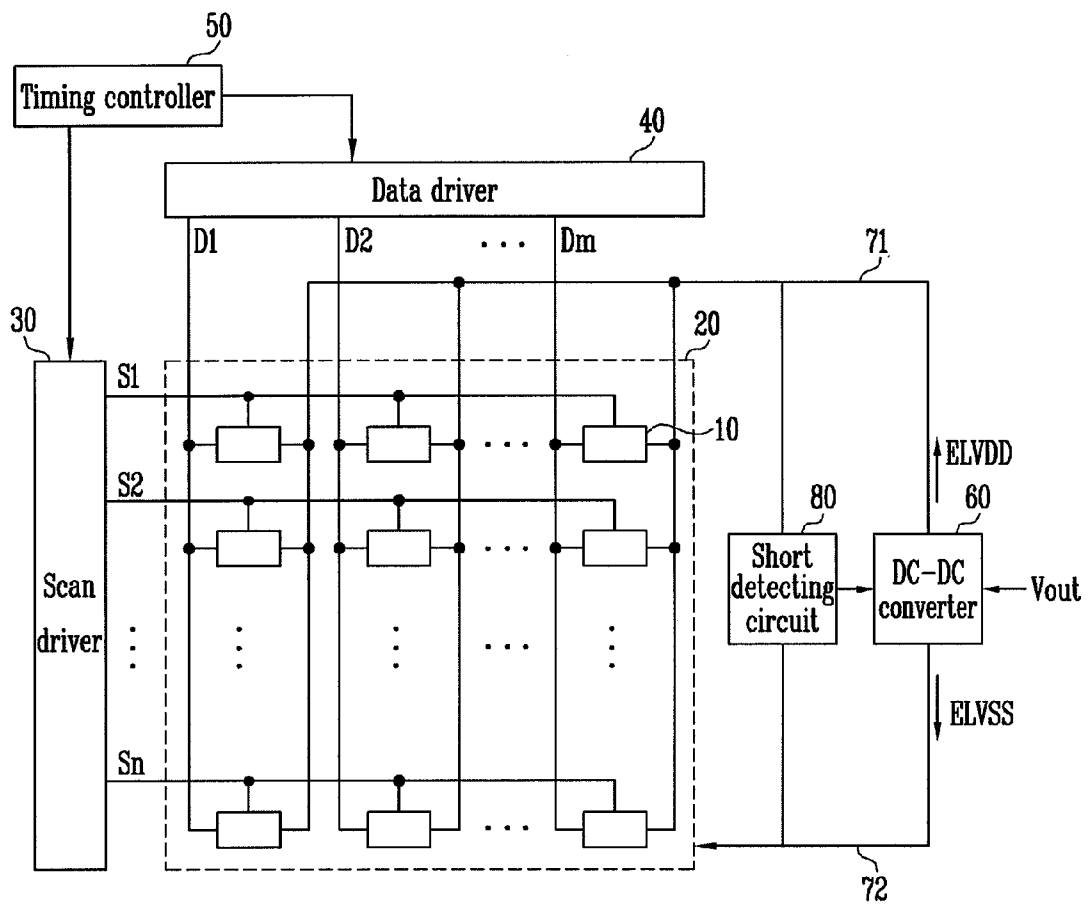 50
Timing controller
40
Data driver
D1 D2 ... Dm
71
30
20
S1
10
ELVDD
S2
80
60
Short
detecting
circuit
DC-DC
converter
Vout
Scan
driver
ELVSS
Sn
72